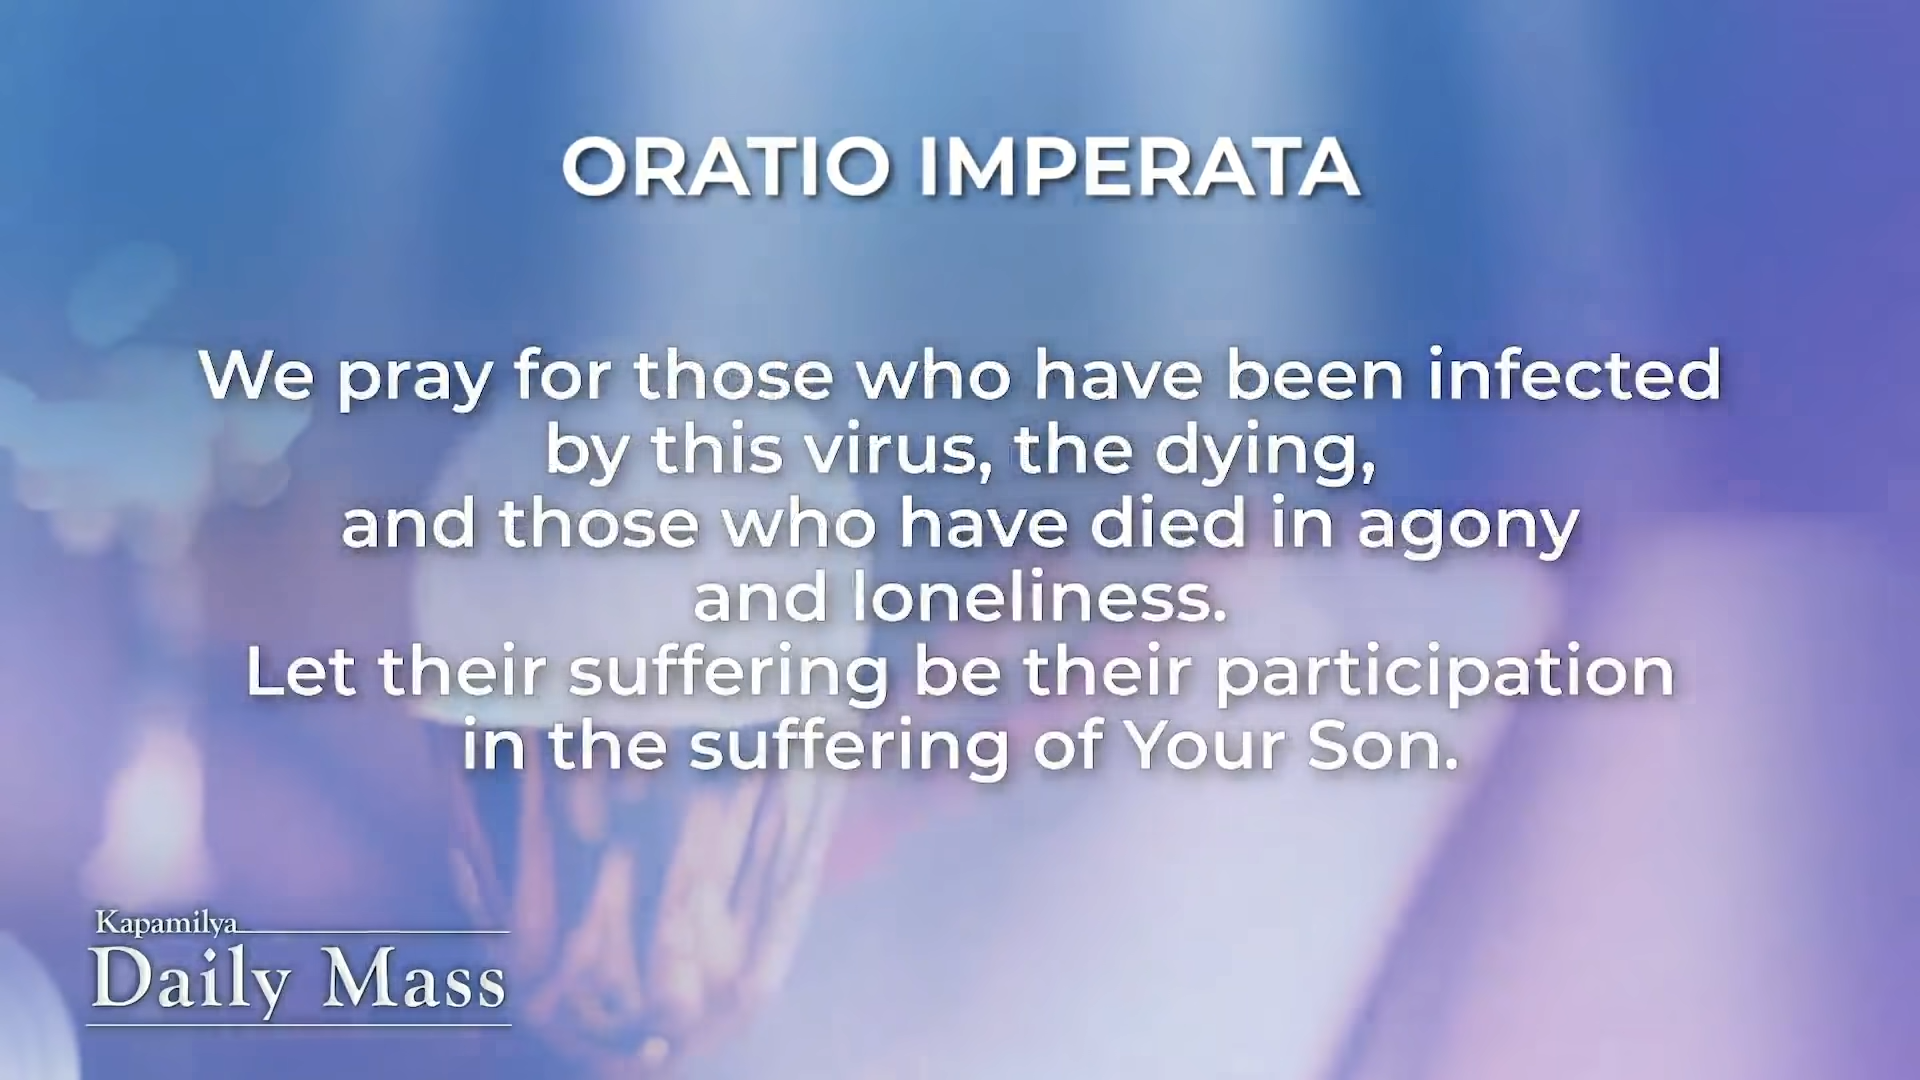 ORATIO IMPERATA
We pray for those who have been infected
by this virus, the dying,
and those who have died in agony
and loneliness.
Let their suffering be their participation
in the suffering of Your Son.
Kapamilya
Daily Mass